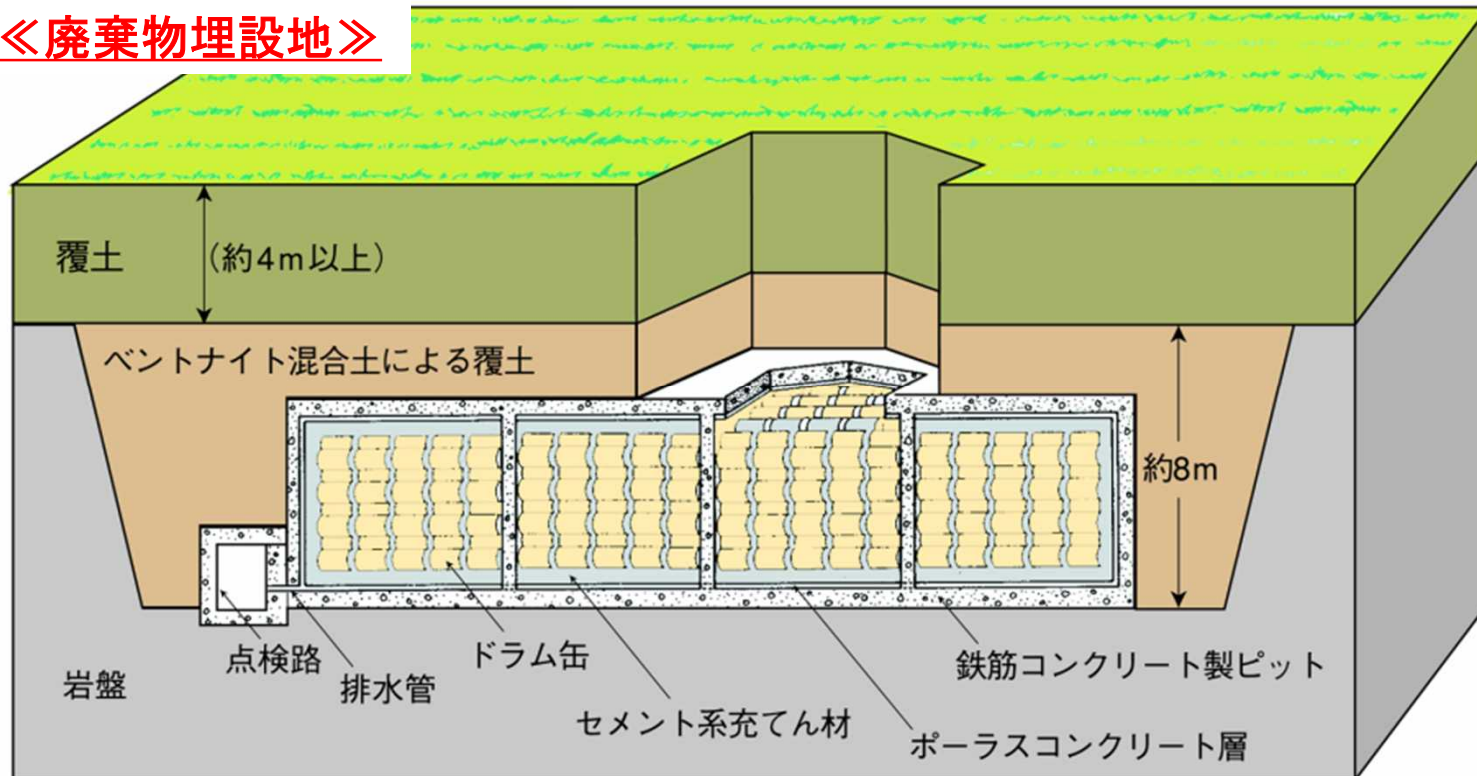 ≪廃棄物埋設地≫
覆土
(約4m以上)
ベントナイト混合土による覆土
約8m
点検路
排水管
ドラム缶
セメント系充てん材
ポーラスコンクリート層
鉄筋コンクリート製ピット
岩盤